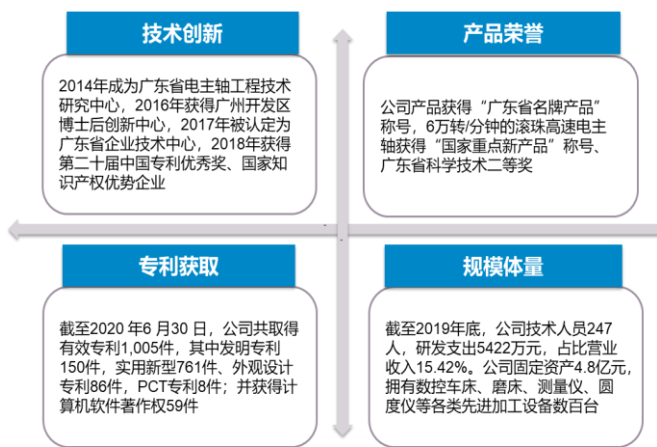 技术创新
2014年成为广东省电主轴工程技术
研究中心，2016年获得广州开发区
博士后创新中心，2017年被认定为
广东省企业技术中心，2018年获得
第二十届中国专利优秀奖、国家知
识产权优势企业
产品荣誉
公司产品获得“广东省名牌产品”
称号，6万转/分钟的滚珠高速电主
轴获得“国家重点新产品”称号、
广东省科学技术二等奖
专利获取
截至2020 年6 月30 日，公司共取得
有效专利1,005件，其中发明专利
150件，实用新型761件、外观设计
专利86件，PCT专利8件；并获得计
算机软件著作权59件
规模体量
截至2019年底，公司技术人员247
人，研发支出5422万元，占比营业
收入15.42%。公司固定资产4.8亿元，
拥有数控车床、磨床、测量仪、圆
度仪等各类先进加工设备数百台